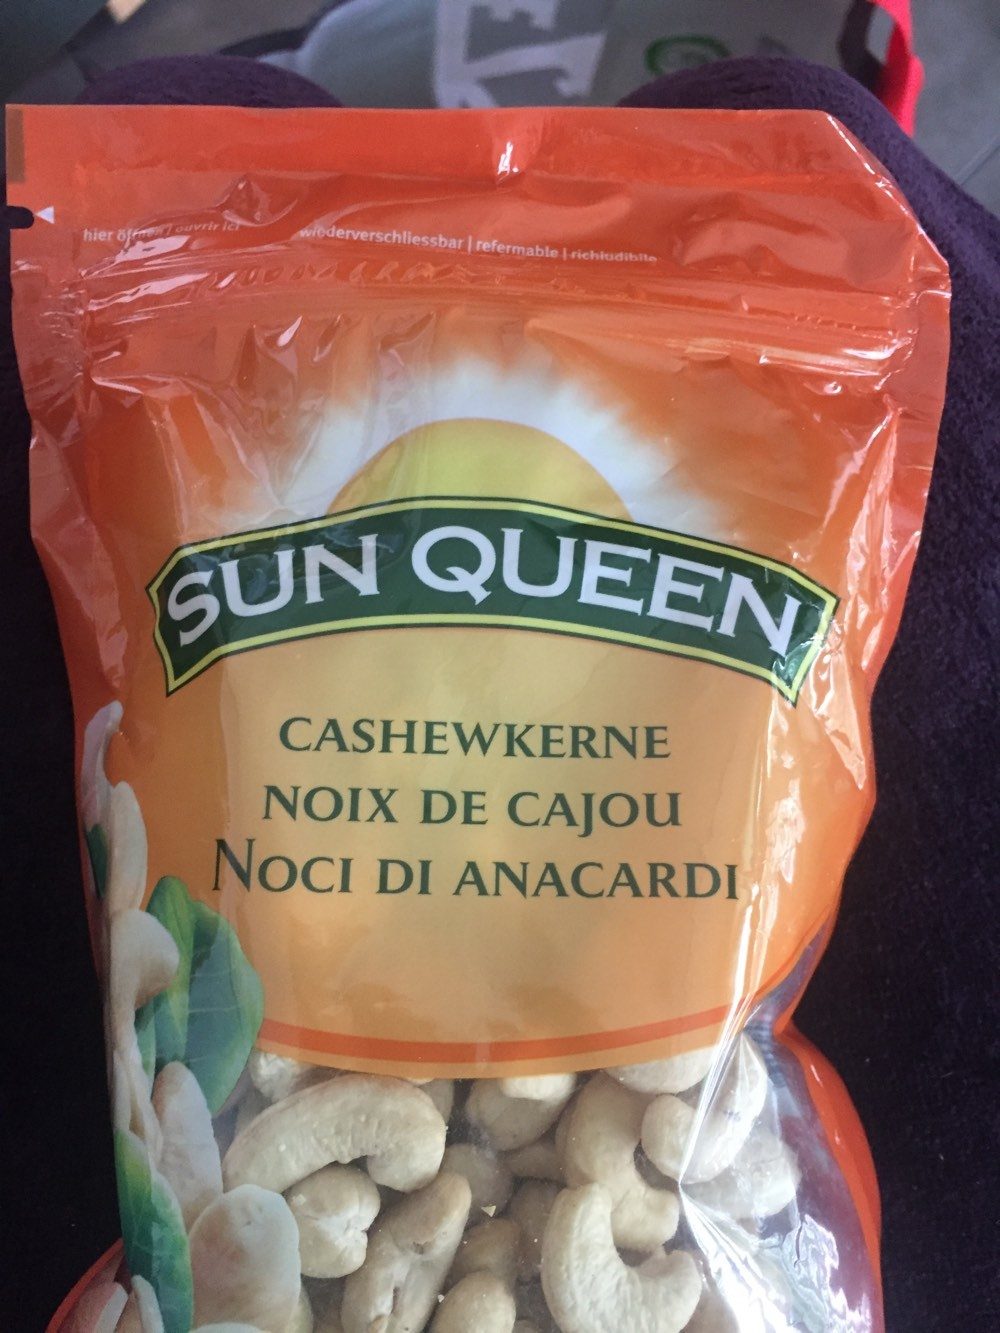 hier öffnen | ouvrir ici
wiederverschliessbar | refermable | richiudibile
SUN QUEEN
CASHEWKERNE
NOIX DE CAJOU
NOCI DI ANACARDI